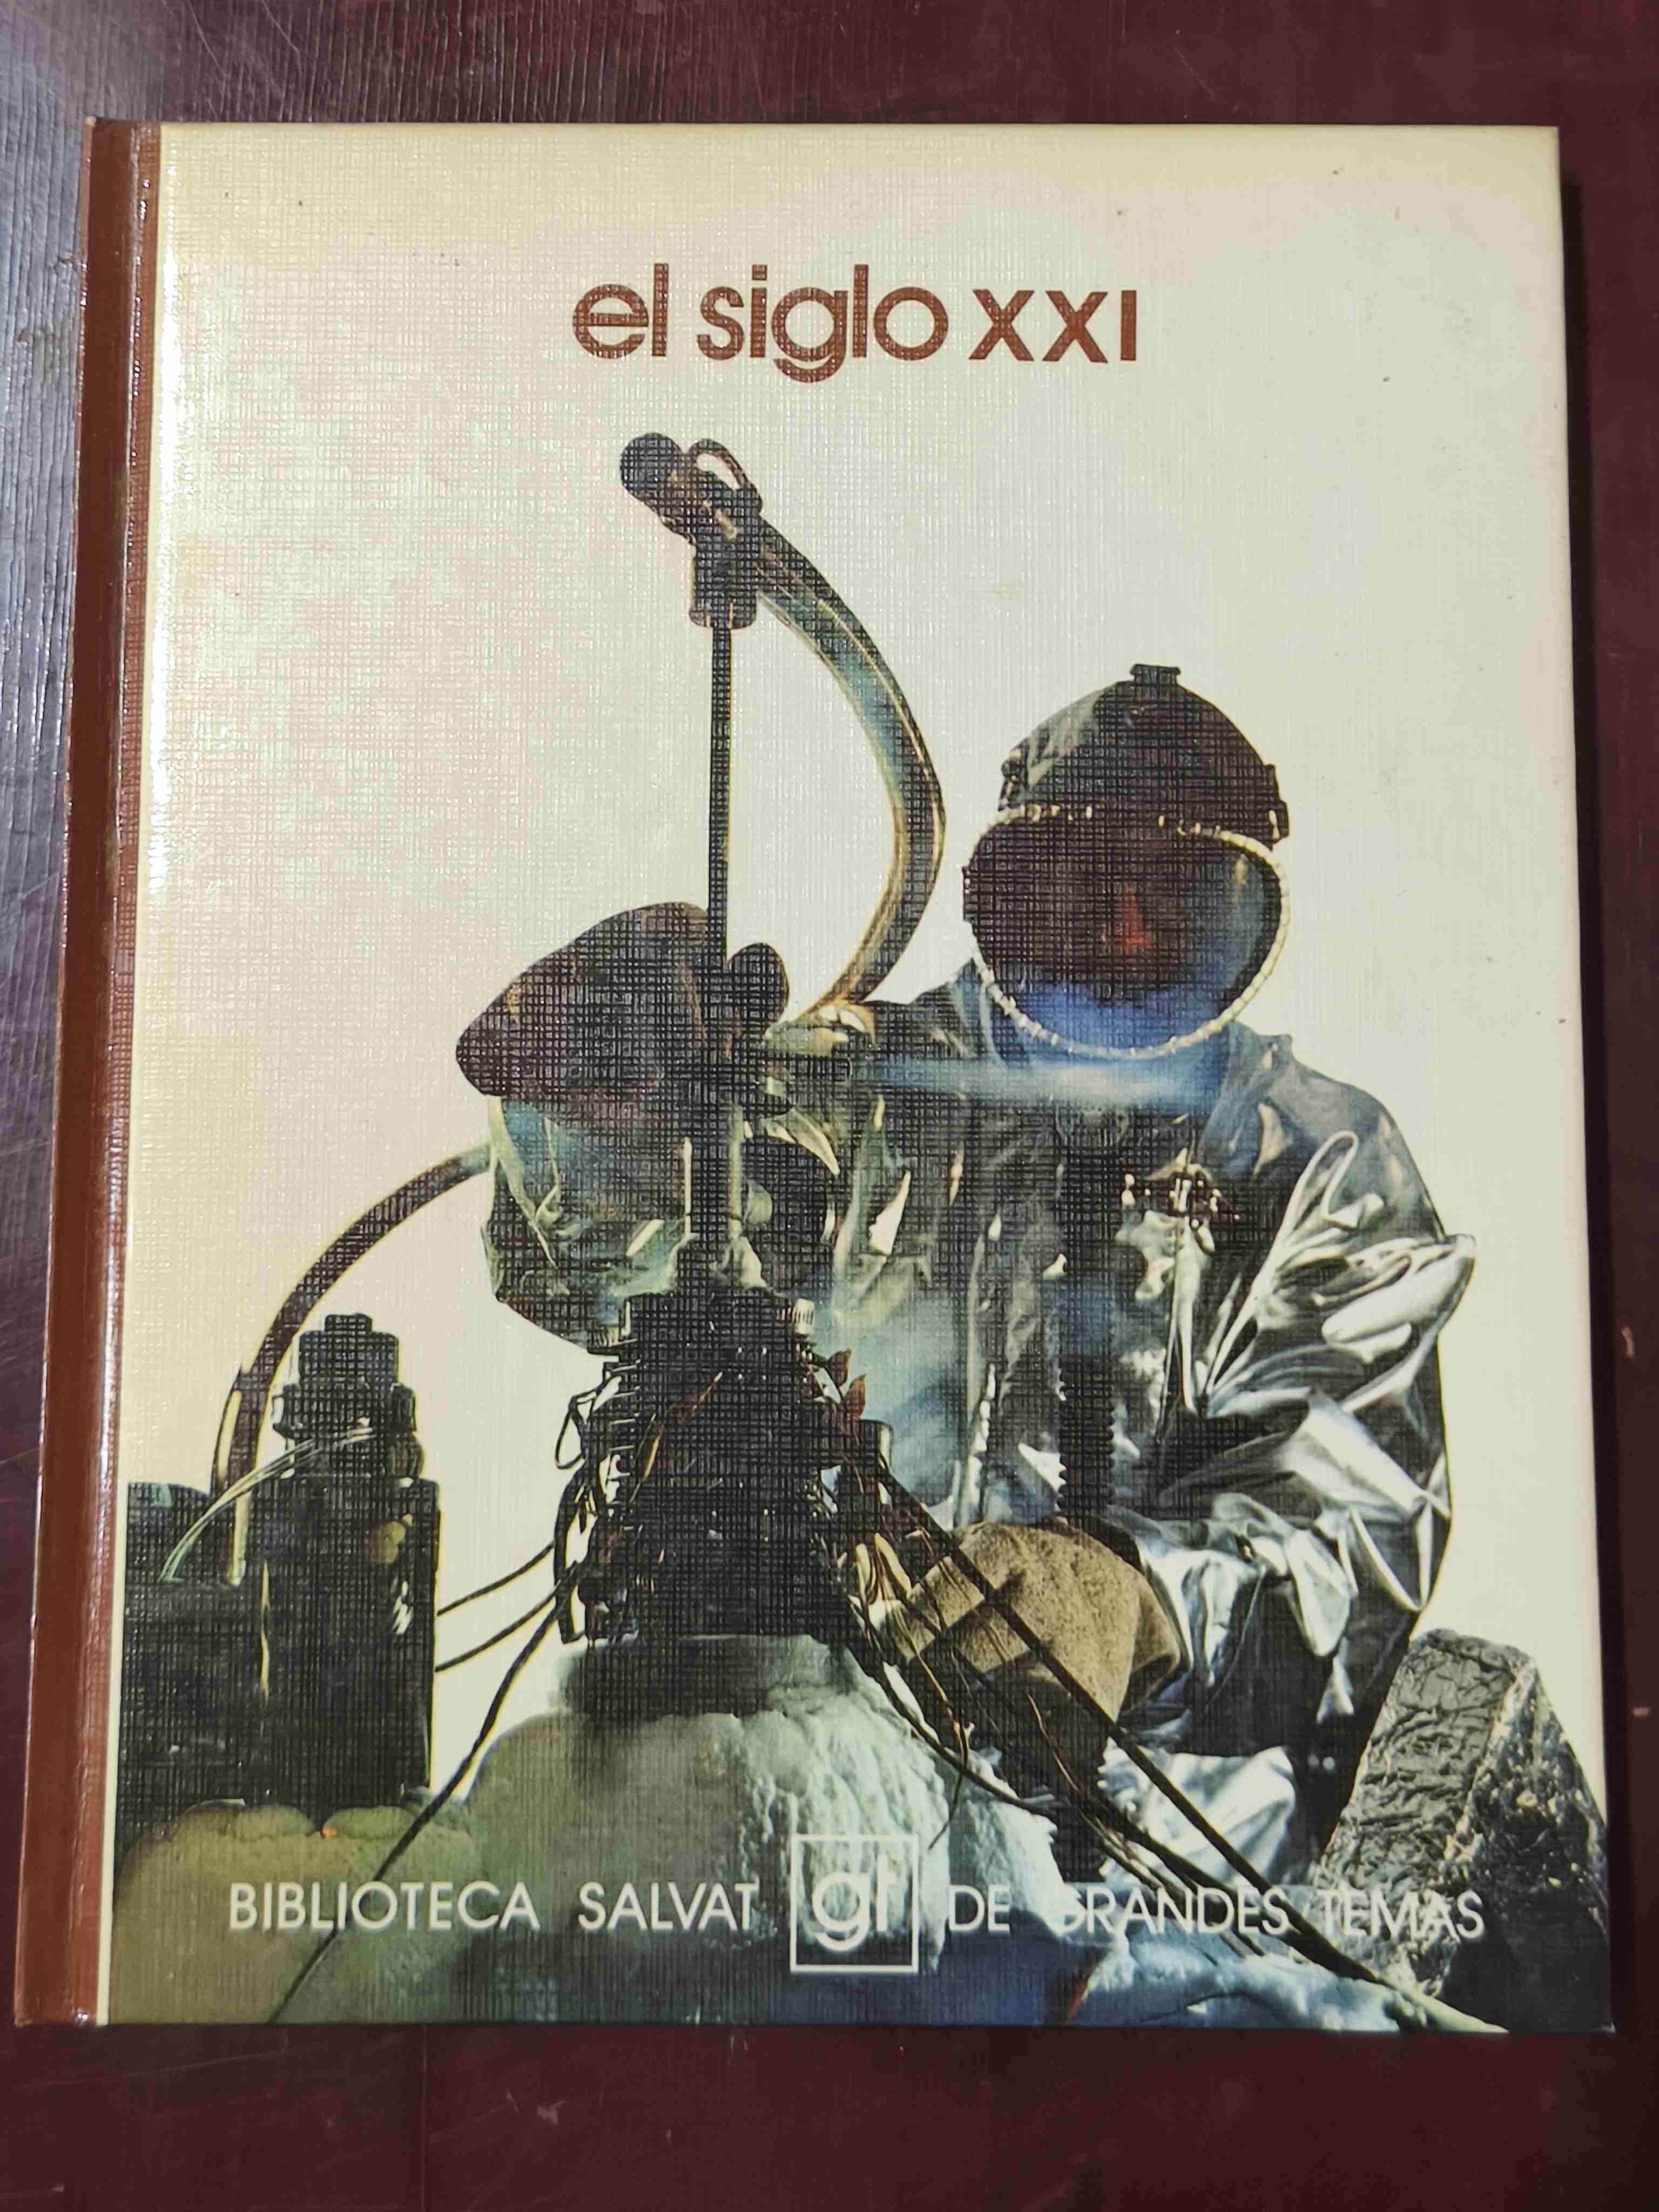 el siglo XXI
BIBLIOTECA SALVAT gt DE GRANDES TEMAS